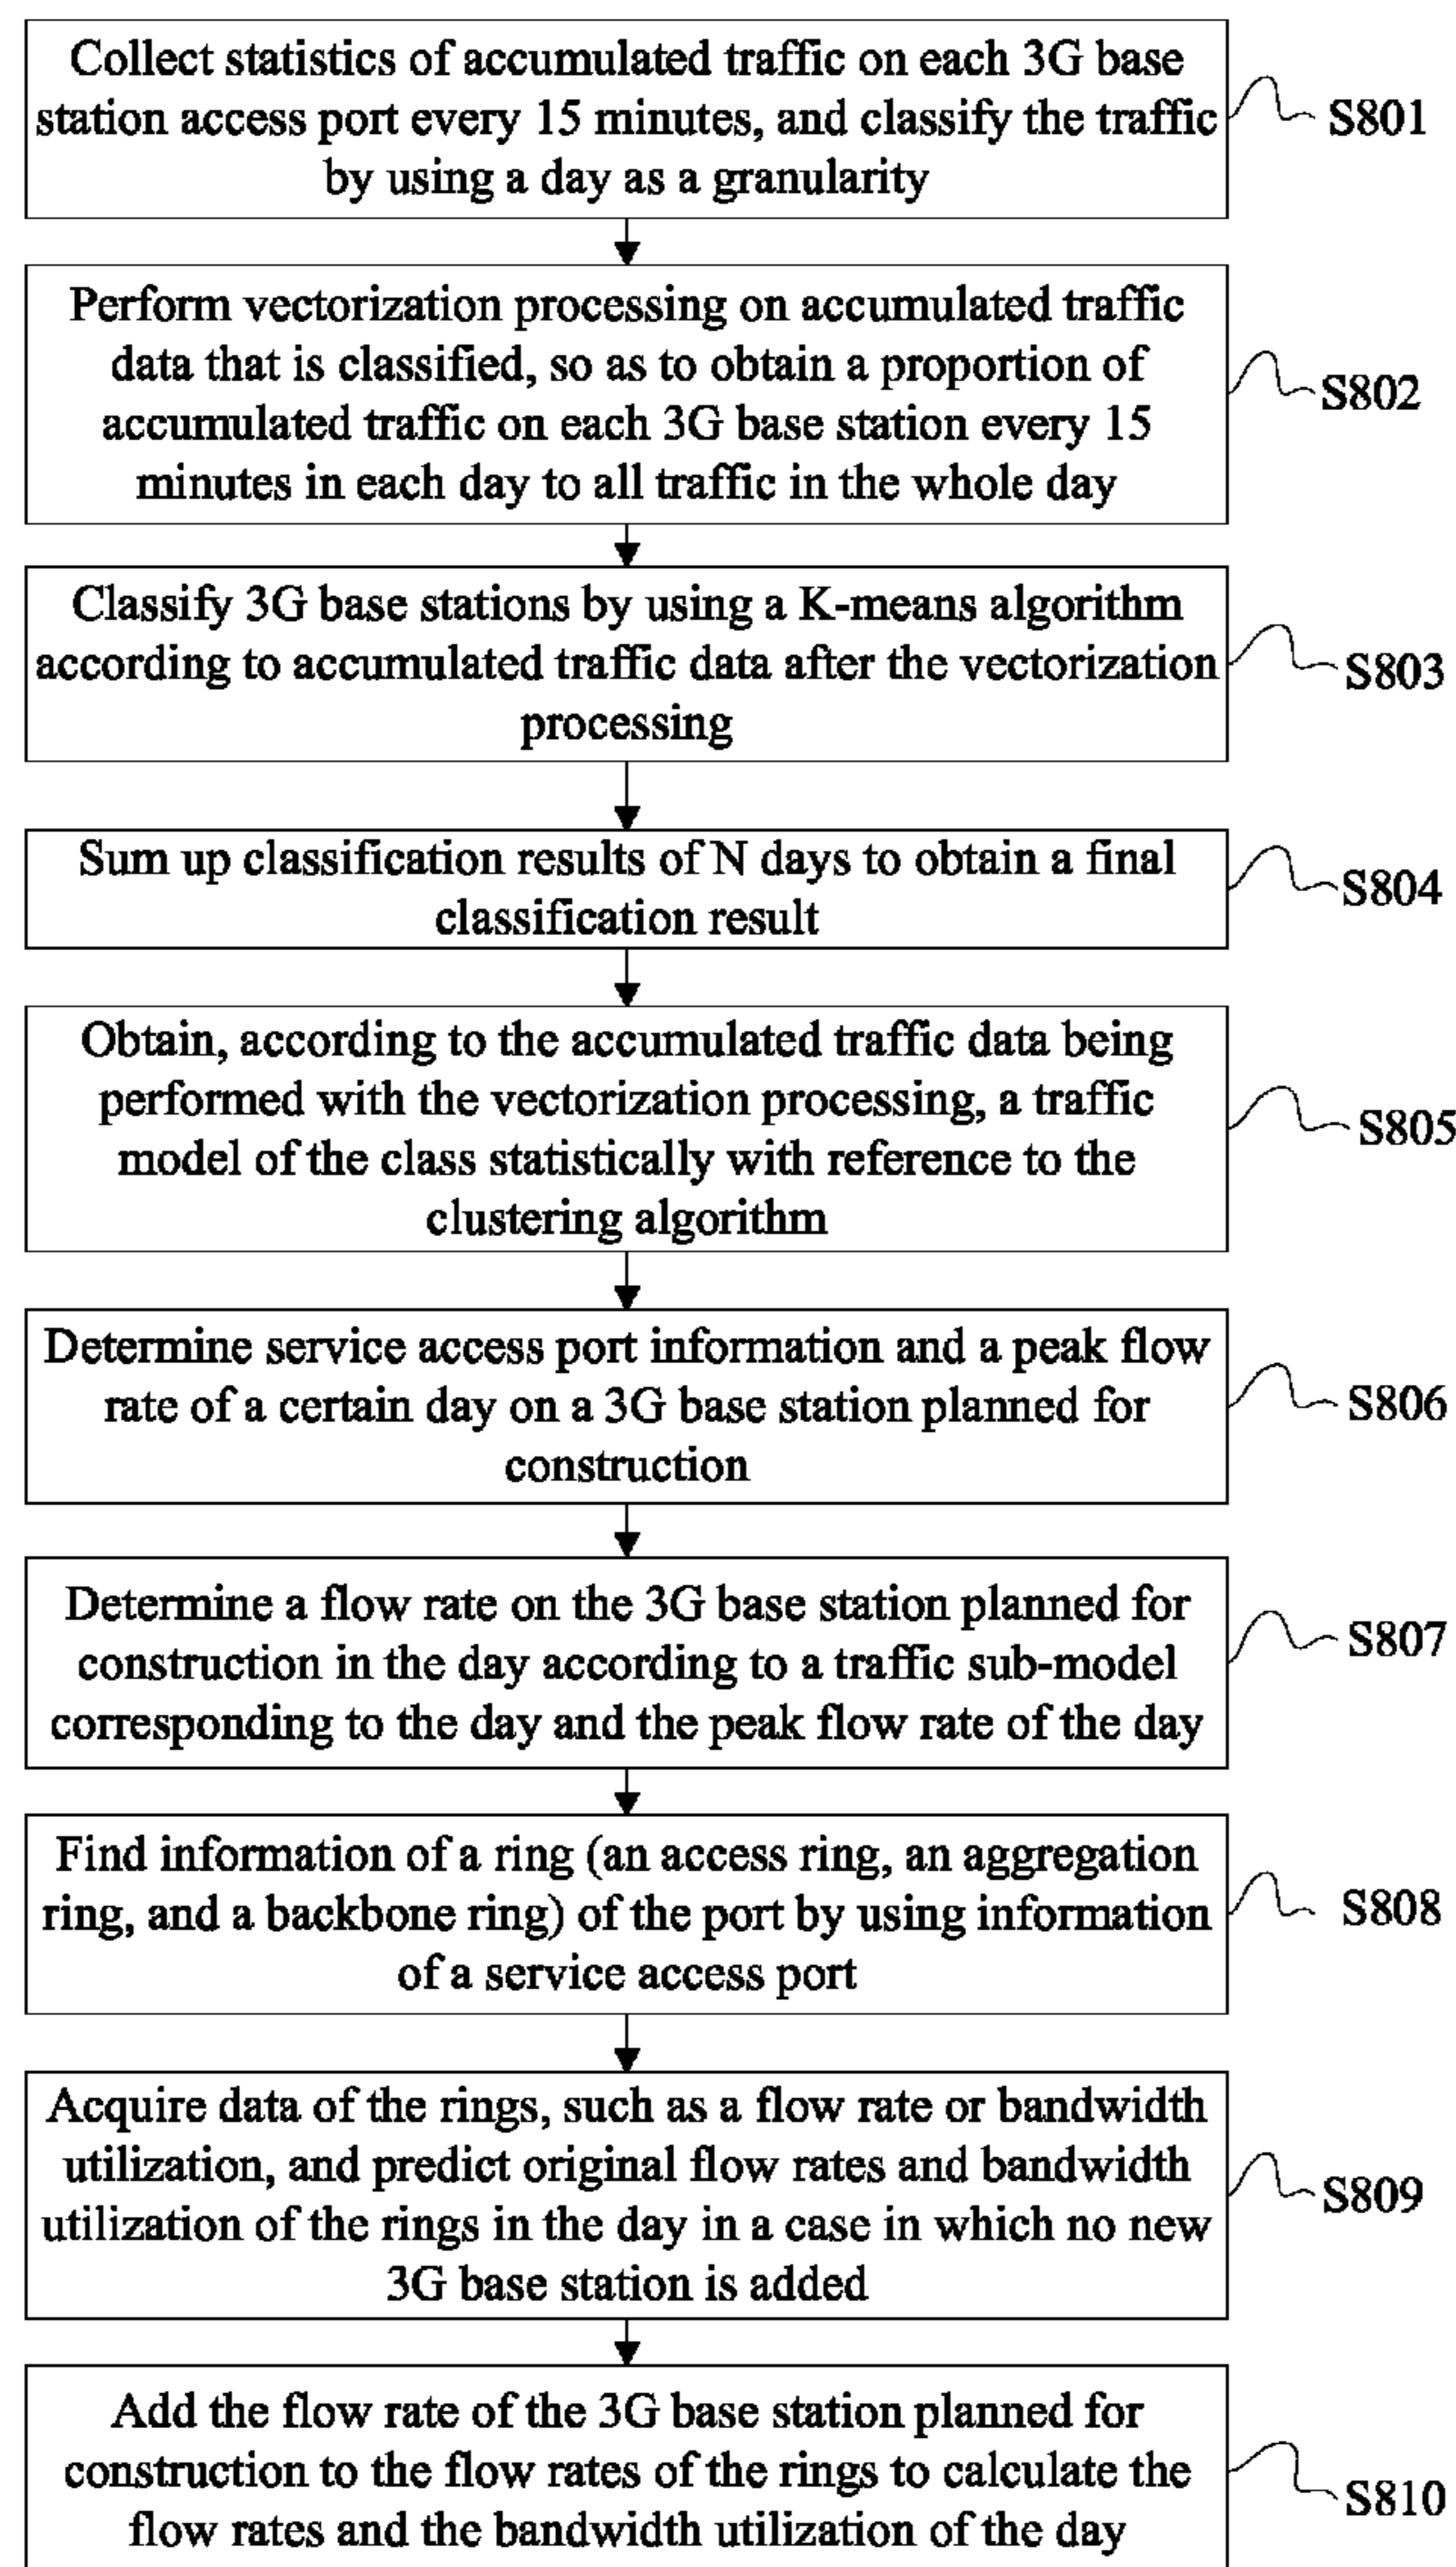 Collect statistics of accumulated traffic on each 3G base
station access port every 15 minutes, and classify the traffic
by using a day as a granularity
S801
Perform vectorization processing on accumulated traffic
data that is classified, so as to obtain a proportion of
accumulated traffic on each 3G base station every 15
minutes in each day to all traffic in the whole day
S802
Classify 3G base stations by using a K-means algorithm
according to accumulated traffic data after the vectorization
processing
S803
Sum up classification results of N days to obtain a final
classification result
S804
Obtain, according to the accumulated traffic data being
performed with the vectorization processing, a traffic
model of the class statistically with reference to the
clustering algorithm
S805
Determine service access port information and a peak flow
rate of a certain day on a 3G base station planned for
construction
S806
Determine a flow rate on the 3G base station planned for
construction in the day according to a traffic sub-model
corresponding to the day and the peak flow rate of the day
S807
Find information of a ring (an access ring, an aggregation
ring, and a backbone ring) of the port by using information
of a service access port
S808
Acquire data of the rings, such as a flow rate or bandwidth
utilization, and predict original flow rates and bandwidth
utilization of the rings in the day in a case in which no new
3G base station is added
S809
Add the flow rate of the 3G base station planned for
construction to the flow rates of the rings to calculate the
flow rates and the bandwidth utilization of the day
S810